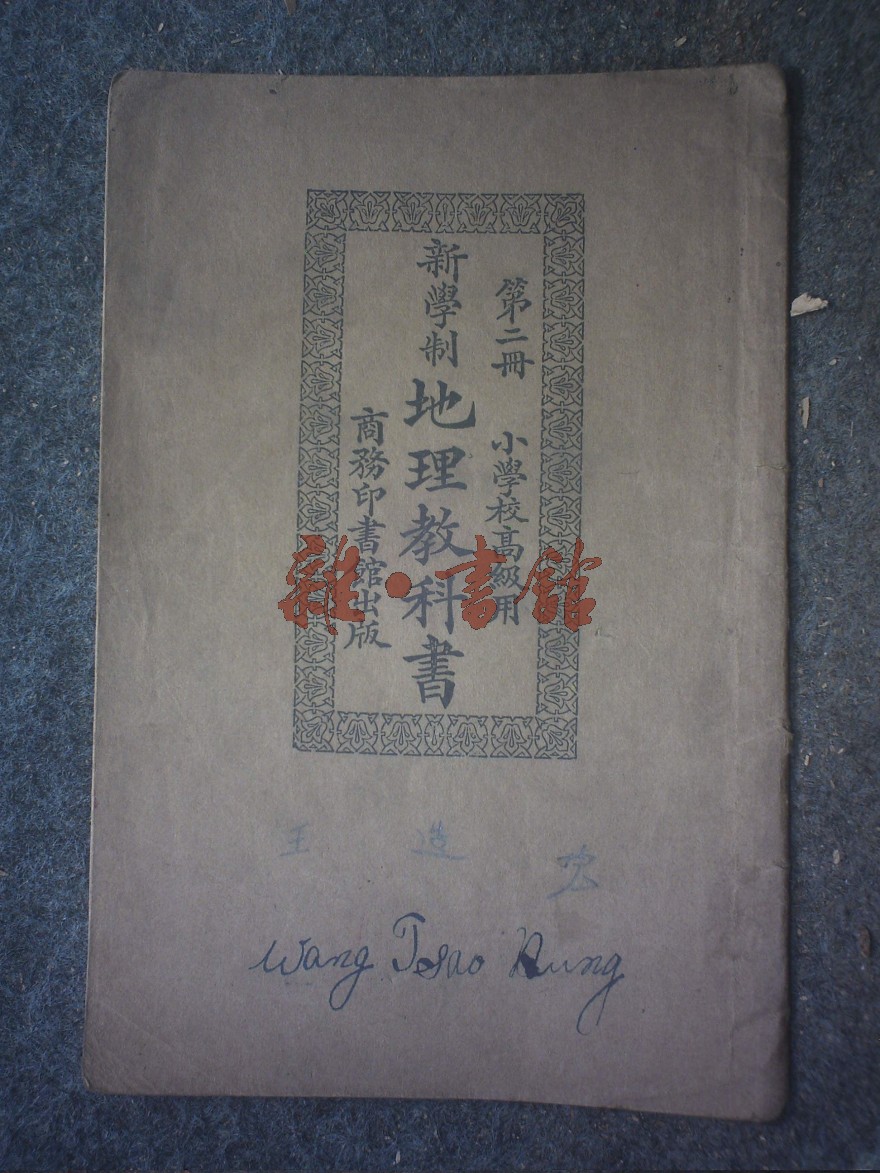 第二冊 小學校高級用
新學制地理教科書
商務印書館出版
雜·書館
王造宏
Wang Tsao Hung